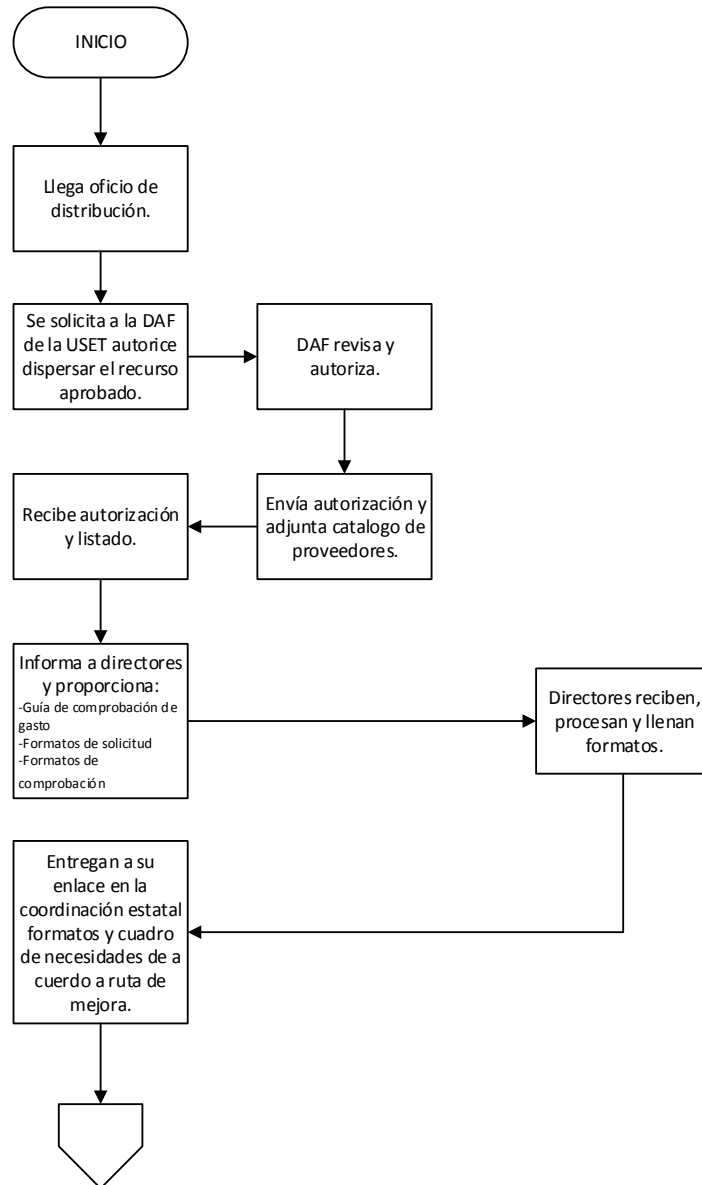 INICIO
Llega oficio de
distribución.
Se solicita a la DAF
de la USET autorice
dispersar el recurso
aprobado.
DAF revisa y
autoriza.
Envía autorización y
adjunta catalogo de
proveedores.
Recibe autorización
y listado.
Informa a directores
y proporciona:
-Guía de comprobación de
gasto
-Formatos de solicitud
-Formatos de
comprobación
Directores reciben,
procesan y llenan
formatos.
Entregan a su
enlace en la
coordinación estatal
formatos y cuadro
de necesidades de a
cuerdo a ruta de
mejora.